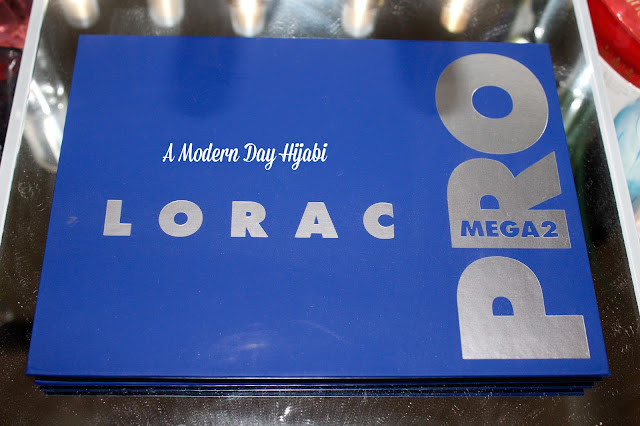 A Modern Day Hijabi
LORAC
PRO
MEGA2